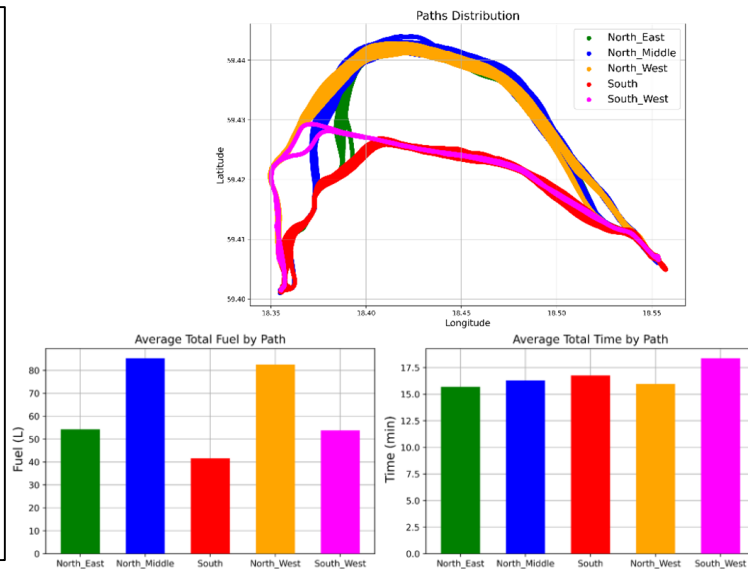 Paths Distribution
North_East
North_Middle
North_West
South
South_West
59.44
59.43
59.42
59.41
59.40
Latitude
18.35 18.40 18.45 18.50 18.55
Longitude
Average Total Fuel by Path
80
70
60
50
40
30
20
10
0
Fuel (L)
North_East North_Middle South North_West South_West
Average Total Time by Path
17.5
15.0
12.5
10.0
7.5
5.0
2.5
0.0
Time (min)
North_East North_Middle South North_West South_West